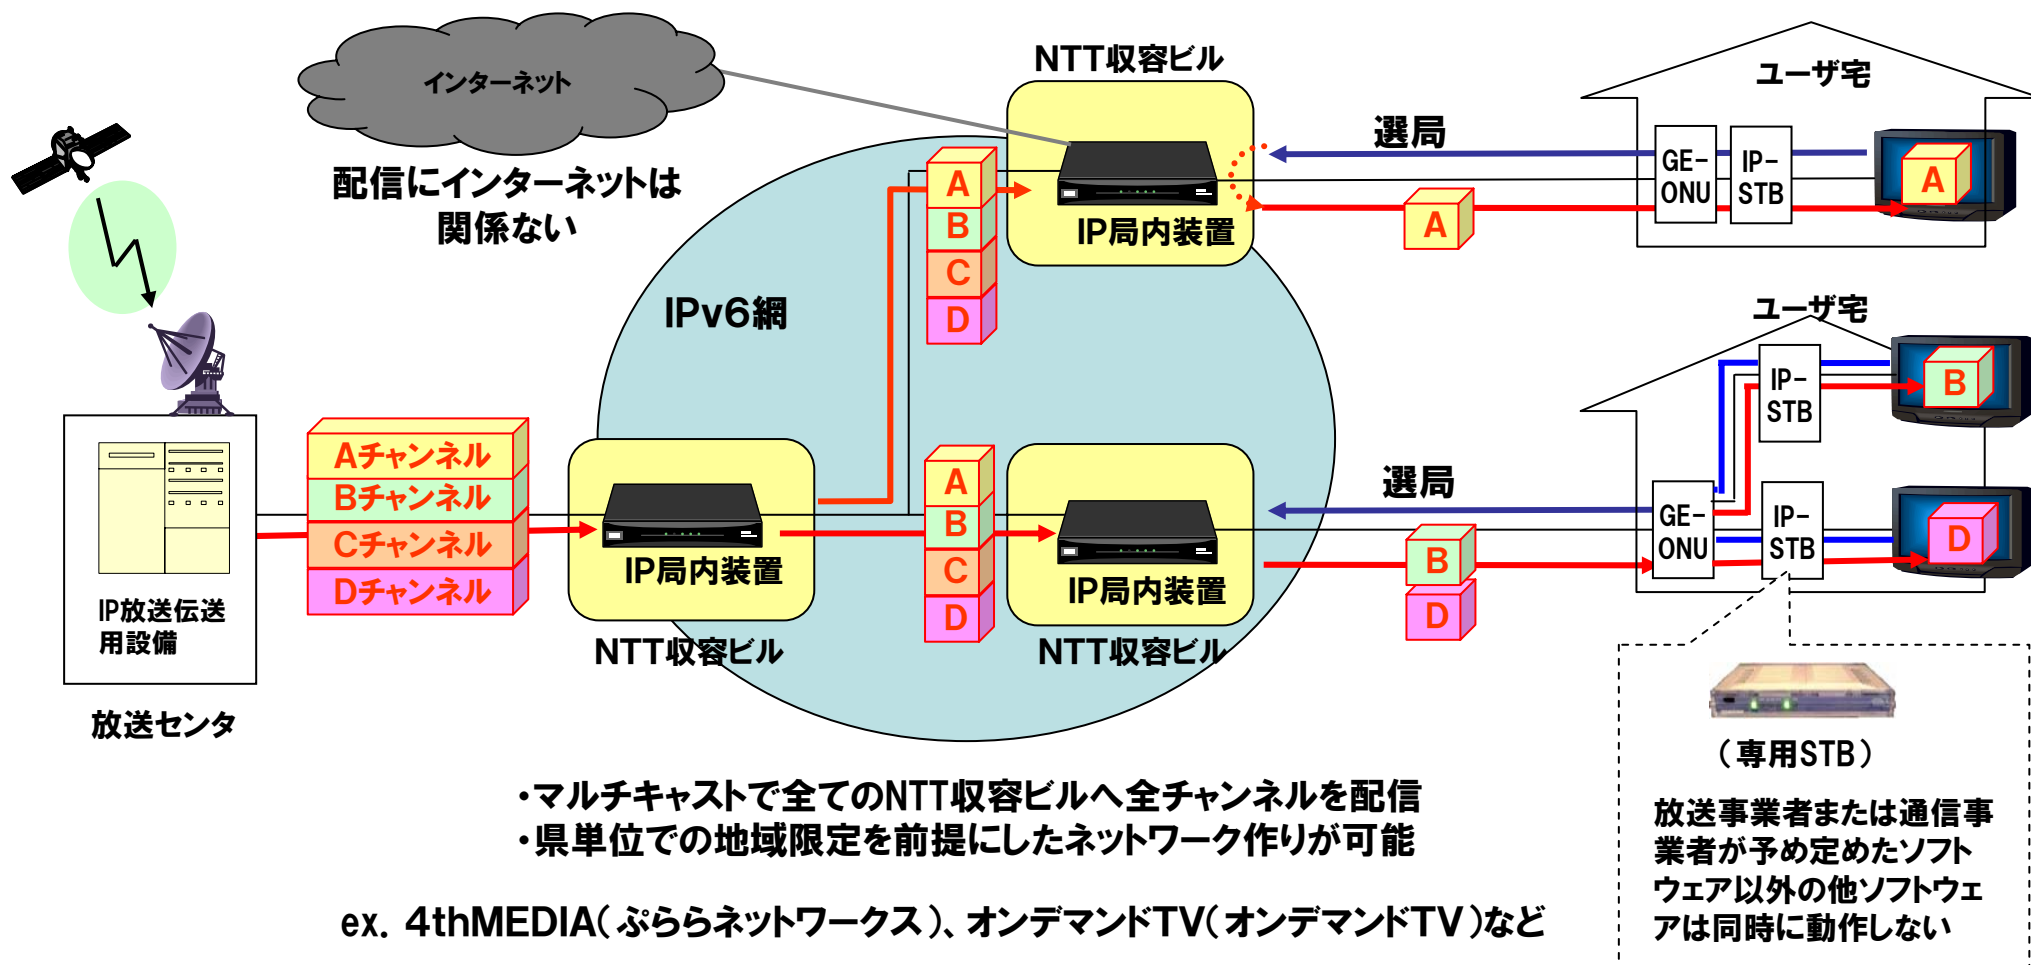 インターネット
配信にインターネットは
関係ない
NTT収容ビル
IP局内装置
選局
A
ユーザ宅
GE-
ONU
IP-
STB
A
A
B
C
D
IPv6網
Aチャンネル
Bチャンネル
Cチャンネル
Dチャンネル
IP放送伝送
用設備
放送センタ
IP局内装置
NTT収容ビル
A
B
C
D
IP局内装置
NTT収容ビル
選局
B
D
ユーザ宅
IP-
STB
B
GE-
ONU
IP-
STB
D
（専用STB）
放送事業者または通信事
業者が予め定めたソフト
ウェア以外の他ソフトウェ
アは同時に動作しない
・マルチキャストで全てのNTT収容ビルへ全チャンネルを配信
・県単位での地域限定を前提にしたネットワーク作りが可能
ex. 4thMEDIA(ぷららネットワークス)、オンデマンドTV(オンデマンドTV)など